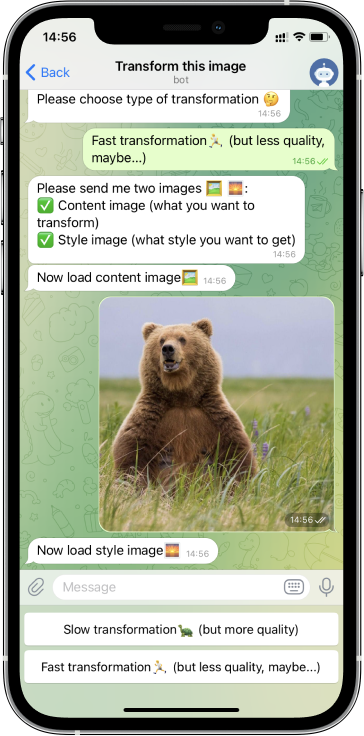 14:56
Back
Transform this image
bot
Please choose type of transformation 🤔
14:56
Fast transformation🏃 (but less quality,
maybe...)
14:56
Please send me two images 🖼️ 🌅:
✅ Content image (what you want to
transform)
✅ Style image (what style you want to get)
14:56
Now load content image🖼️
14:56
14:56
Now load style image🌅
14:56
Message
Slow transformation🐢 (but more quality)
Fast transformation🏃 (but less quality, maybe...)